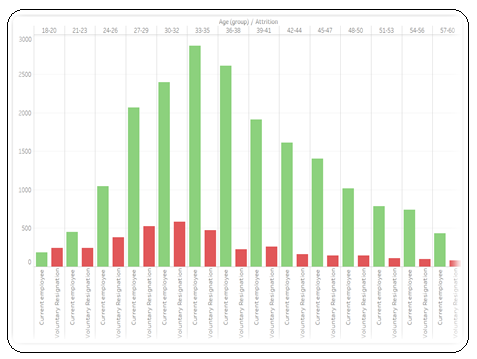 Age (group) / Attrition
18-20 21-23 24-26 27-29 30-32 33-35 36-38 39-41 42-44 45-47 48-50 51-53 54-56 57-60
3000
2500
2000
1500
1000
500
0
Current employee
Voluntary Resignation
Current employee
Voluntary Resignation
Current employee
Voluntary Resignation
Current employee
Voluntary Resignation
Current employee
Voluntary Resignation
Current employee
Voluntary Resignation
Current employee
Voluntary Resignation
Current employee
Voluntary Resignation
Current employee
Voluntary Resignation
Current employee
Voluntary Resignation
Current employee
Voluntary Resignation
Current employee
Voluntary Resignation
Current employee
Voluntary Resignation
Current employee
Voluntary Resignation